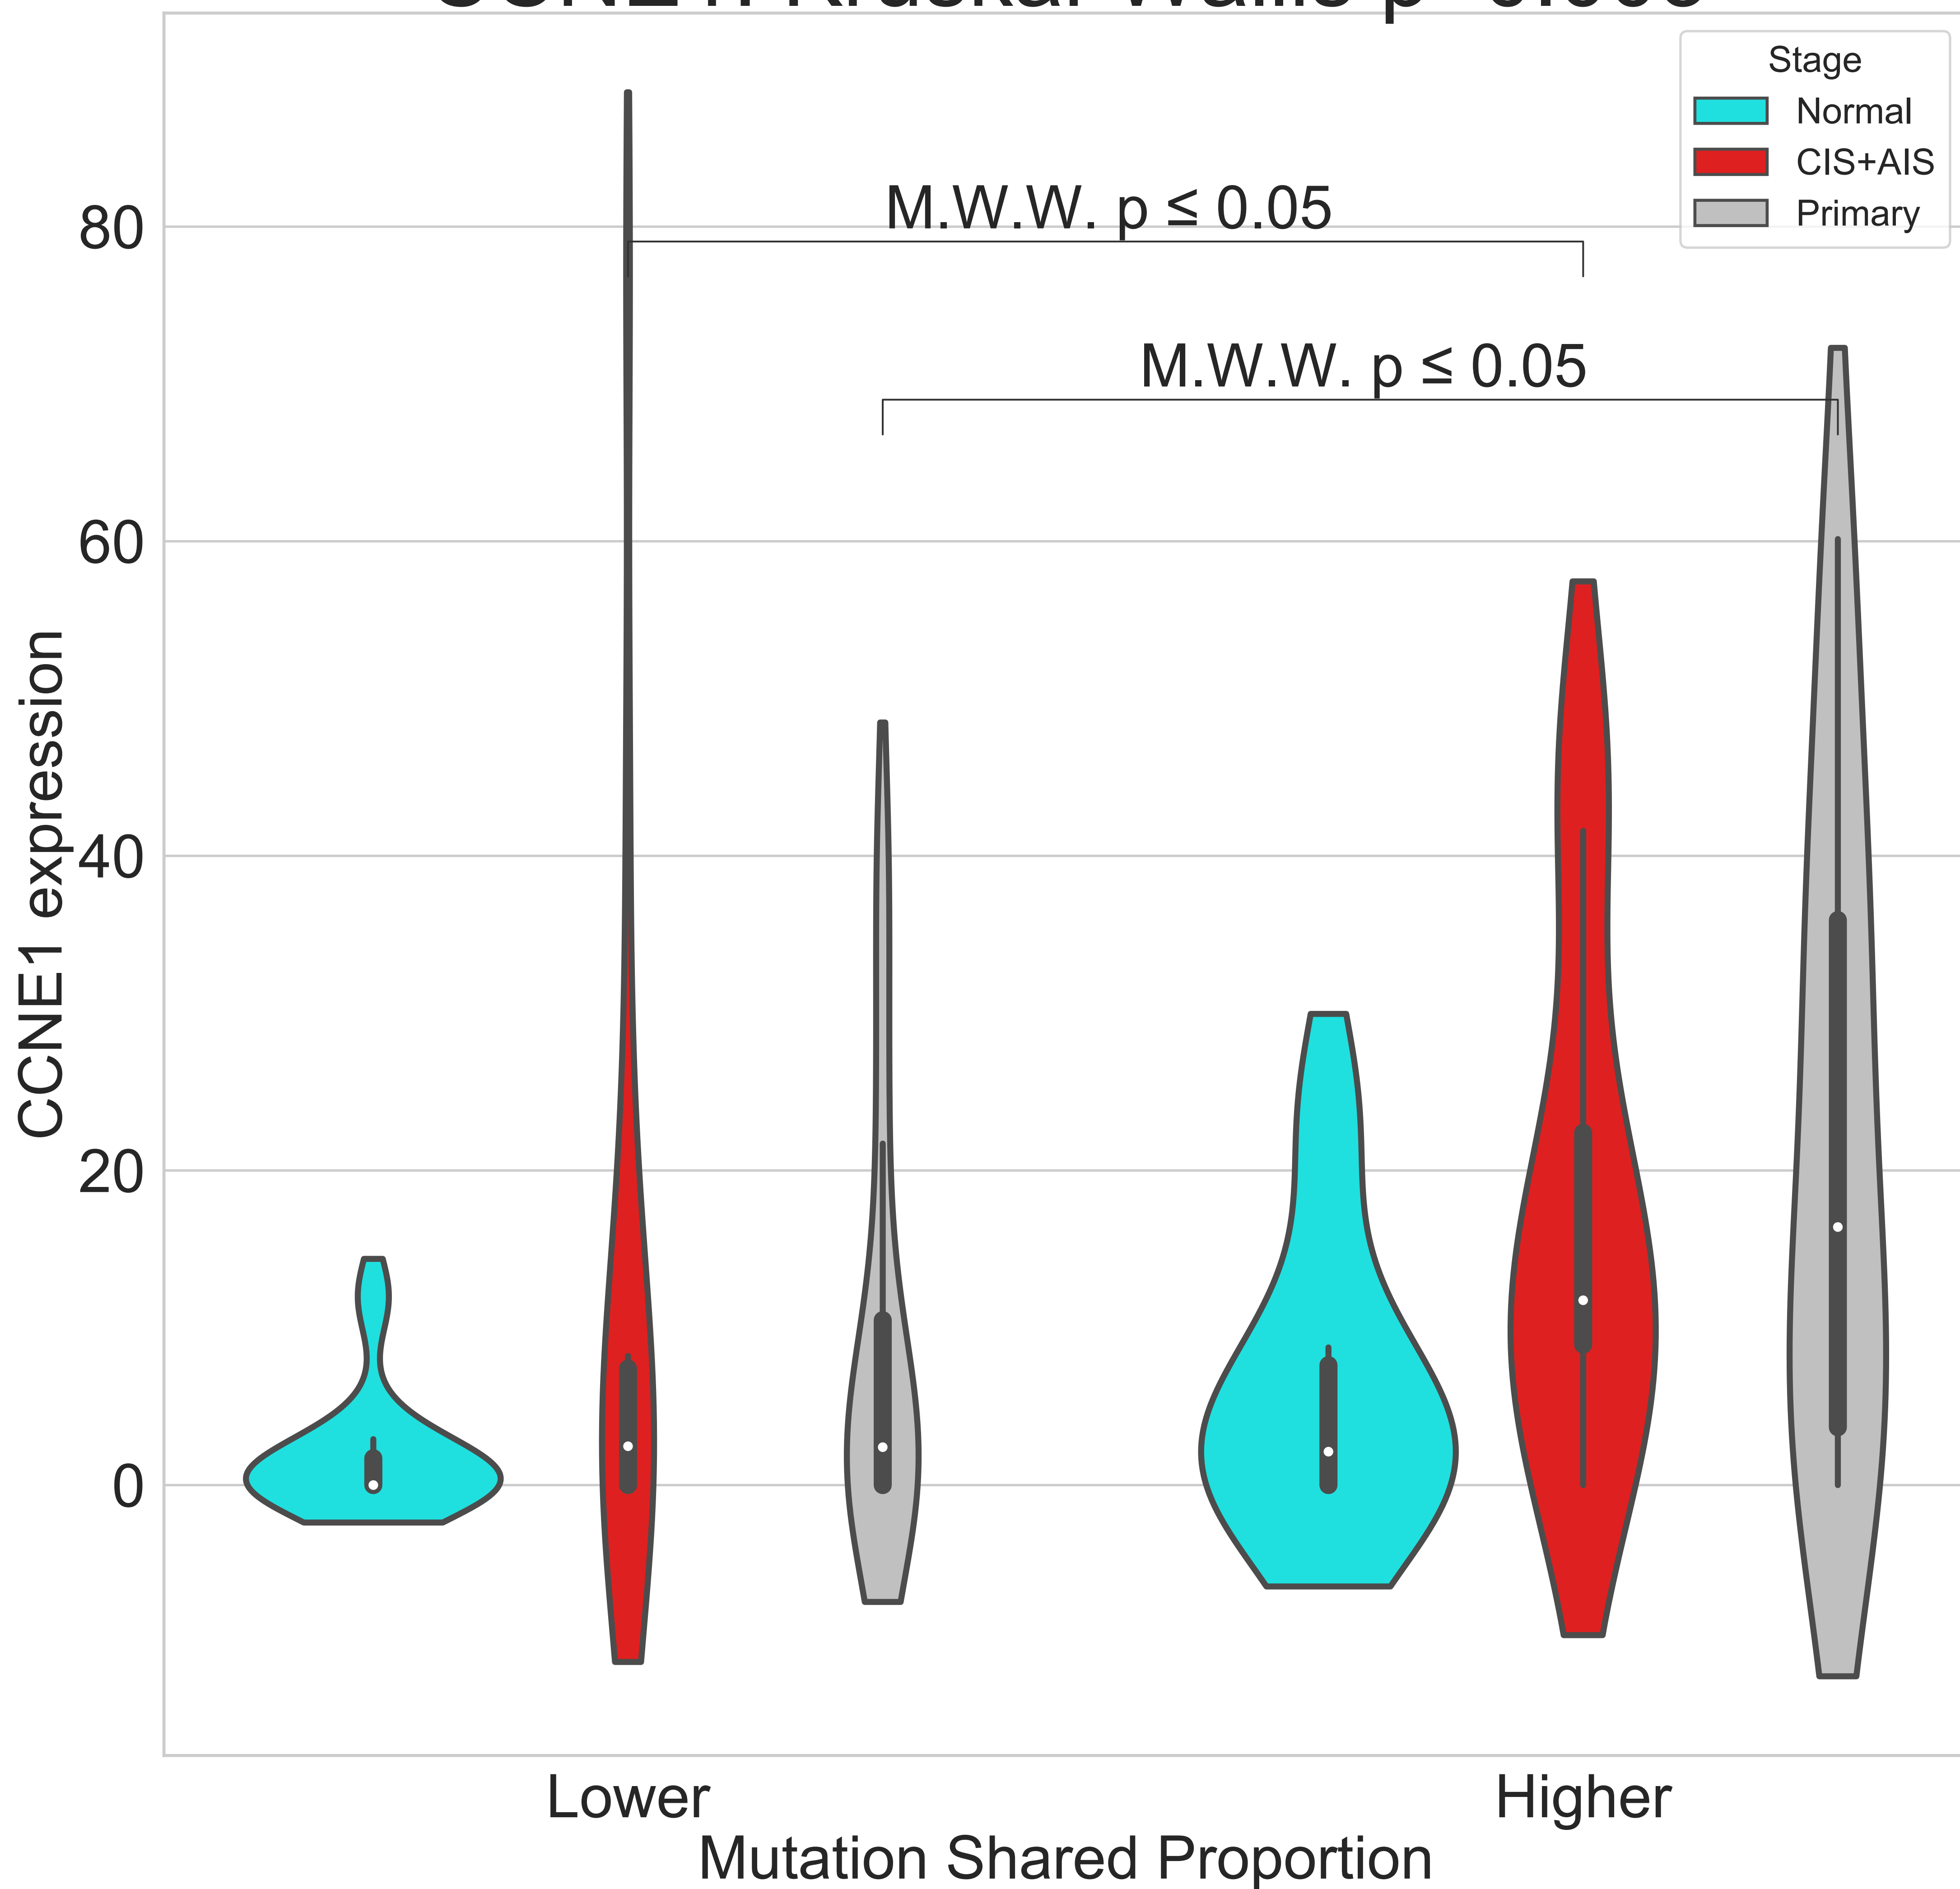 Stage
Normal
CIS+AIS
Primary
M.W.W. p ≤ 0.05
M.W.W. p ≤ 0.05
80
60
40
20
0
CCNE1 expression
Lower
Higher
Mutation Shared Proportion